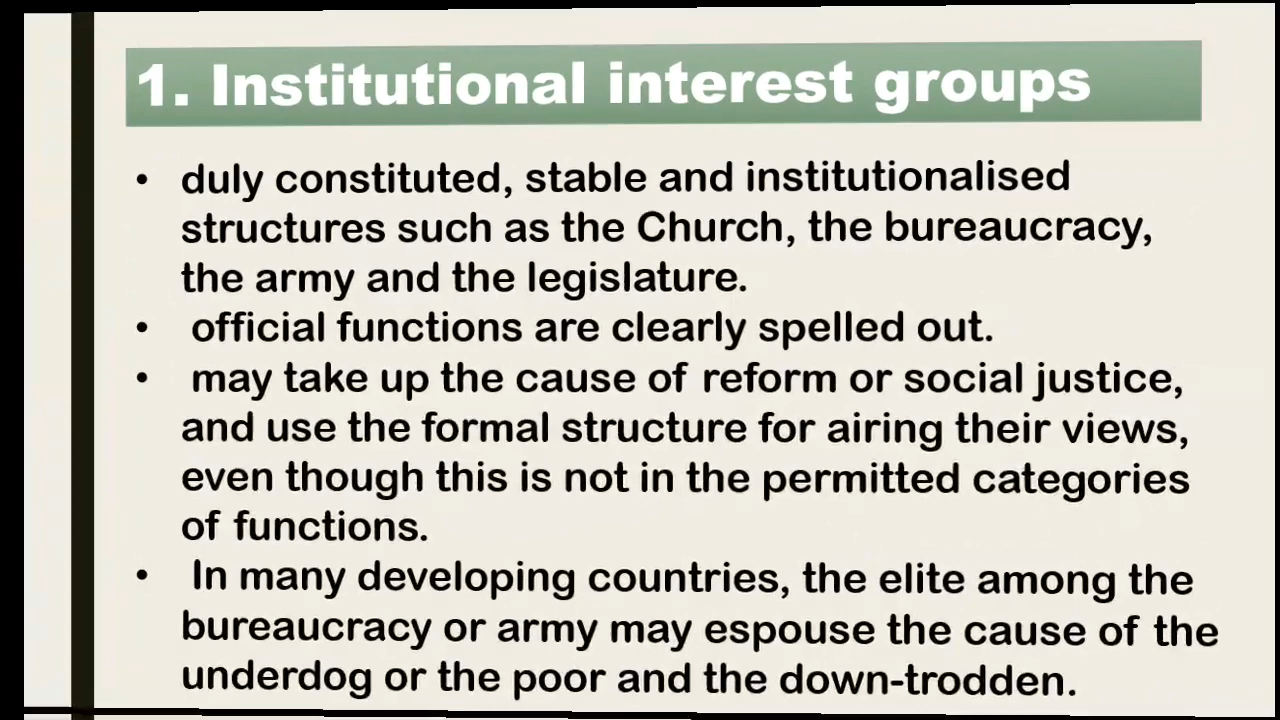 1. Institutional interest groups
• duly constituted, stable and institutionalised
structures such as the Church, the bureaucracy,
the army and the legislature.
• official functions are clearly spelled out.
• may take up the cause of reform or social justice,
and use the formal structure for airing their views,
even though this is not in the permitted categories
of functions.
• In many developing countries, the elite among the
bureaucracy or army may espouse the cause of the
underdog or the poor and the down-trodden.